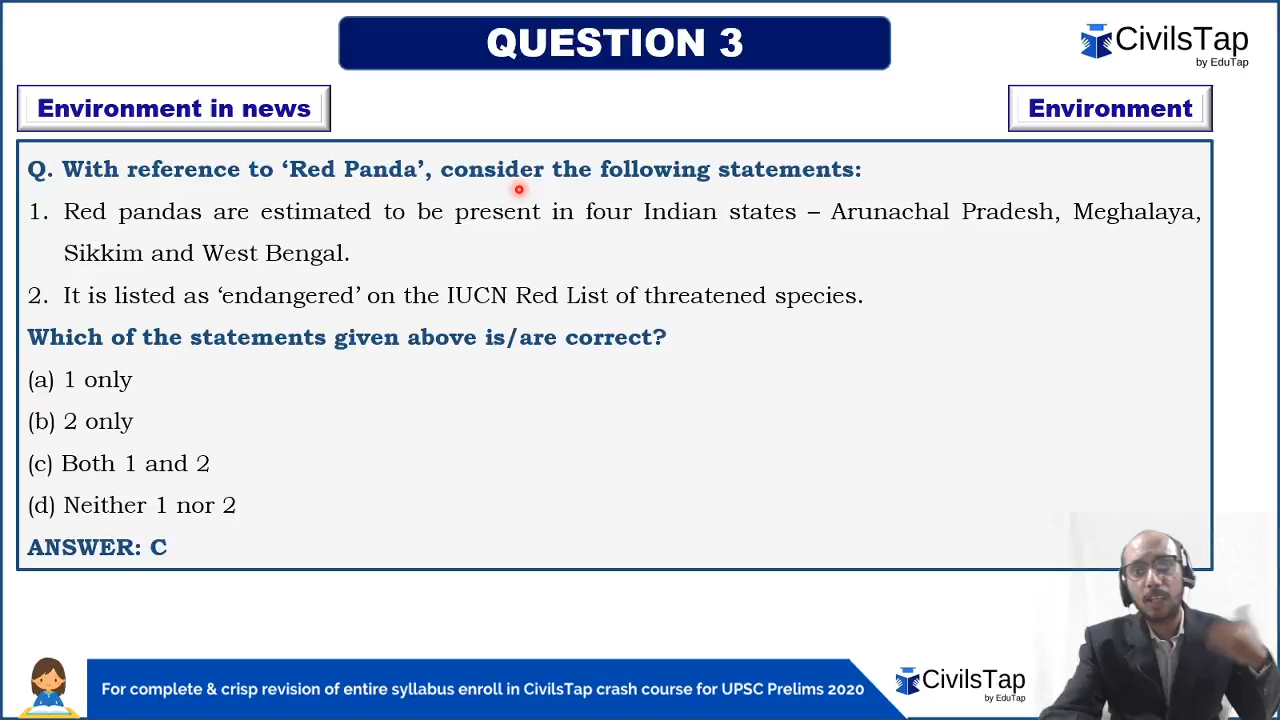 QUESTION 3
CivilsTap
by EduTap
Environment in news
Environment
Q. With reference to ‘Red Panda’, consider the following statements:
1. Red pandas are estimated to be present in four Indian states – Arunachal Pradesh, Meghalaya,
Sikkim and West Bengal.
2. It is listed as ‘endangered’ on the IUCN Red List of threatened species.
Which of the statements given above is/are correct?
(a) 1 only
(b) 2 only
(c) Both 1 and 2
(d) Neither 1 nor 2
ANSWER: C
For complete & crisp revision of entire syllabus enroll in CivilsTap crash course for UPSC Prelims 2020
CivilsTap
by EduTap